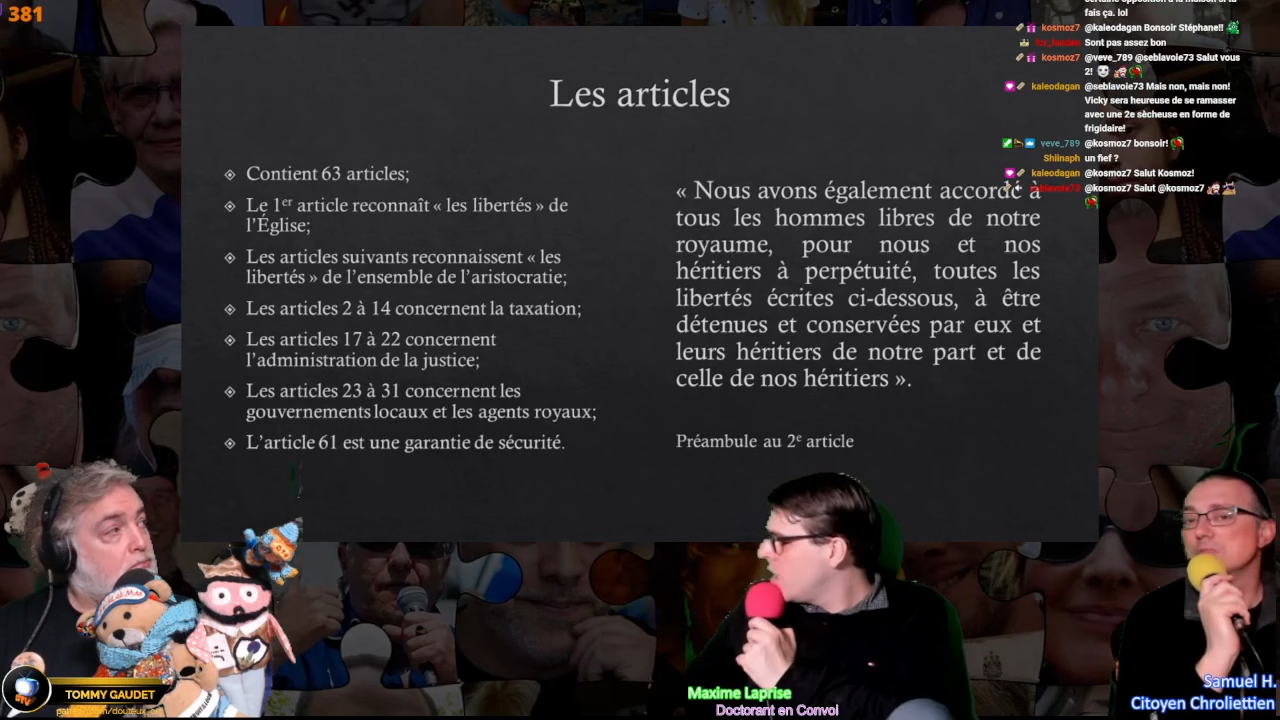 381
Les articles
Contient 63 articles;
Le 1er article reconnaît « les libertés » de
l'Église;
Les articles suivants reconnaissent « les
libertés » de l'ensemble de l'aristocratie;
Les articles 2 à 14 concernent la taxation;
Les articles 17 à 22 concernent
l'administration de la justice;
Les articles 23 à 31 concernent les
gouvernements locaux et les agents royaux;
L'article 61 est une garantie de sécurité.
« Nous avons également accordé à
tous les hommes libres de notre
royaume, pour nous et nos
héritiers à perpétuité, toutes les
libertés écrites ci-dessous, à être
détenues et conservées par eux et
leurs héritiers de notre part et de
celle de nos héritiers ».
Préambule au 2e article
fais ça. lol
kosmoz7 @kaleodagan Bonsoir Stéphane!!
Sont pas assez bon
kosmoz7 @veve_789 @seblavoie73 Salut vous
2!
kaleodagan @seblavoie73 Mais non, mais non!
Vicky sera heureuse de se ramasser
avec une 2e sècheuse en forme de
frigidaire!
veve_789 @kosmoz7 bonsoir!
Shiinaph un fief ?
kaleodagan @kosmoz7 Salut Kosmoz!
seblavoie73 @kosmoz7 Salut @kosmoz7
TOMMY GAUDET
Maxime Laprise
Doctorant en Convoi
Samuel H.
Citoyen Chroliettien